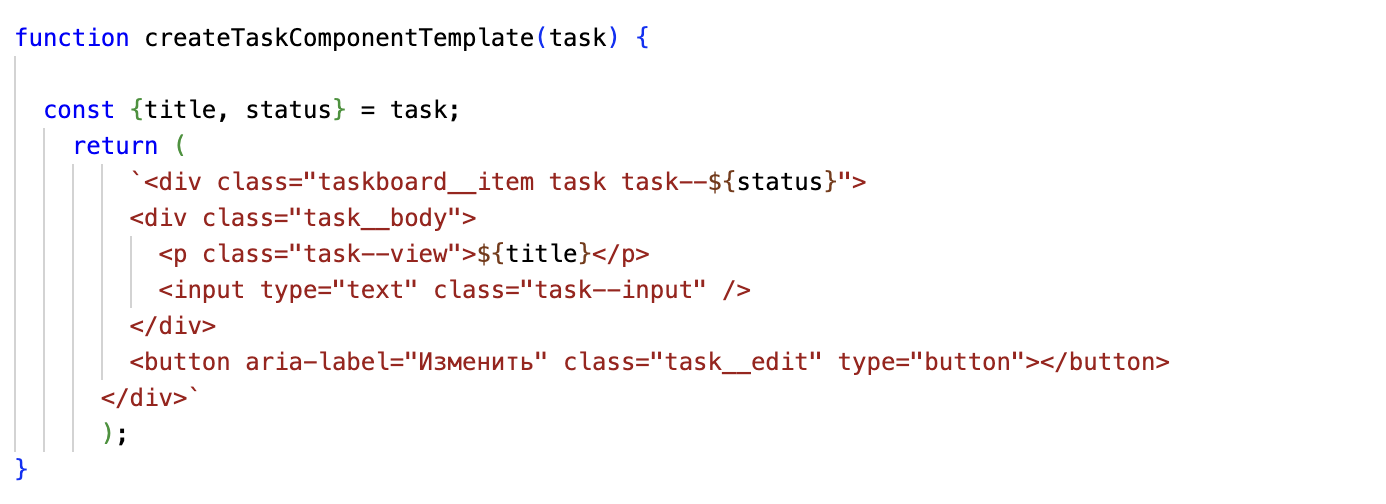 function createTaskComponentTemplate(task) {
const {title, status} = task;
return (
`<div class="taskboard__item task task--${status}">
<div class="task__body">
<p class="task--view">${title}</p>
<input type="text" class="task--input" />
</div>
<button aria-label="Изменить" class="task__edit" type="button"></button>
</div>`
);
}